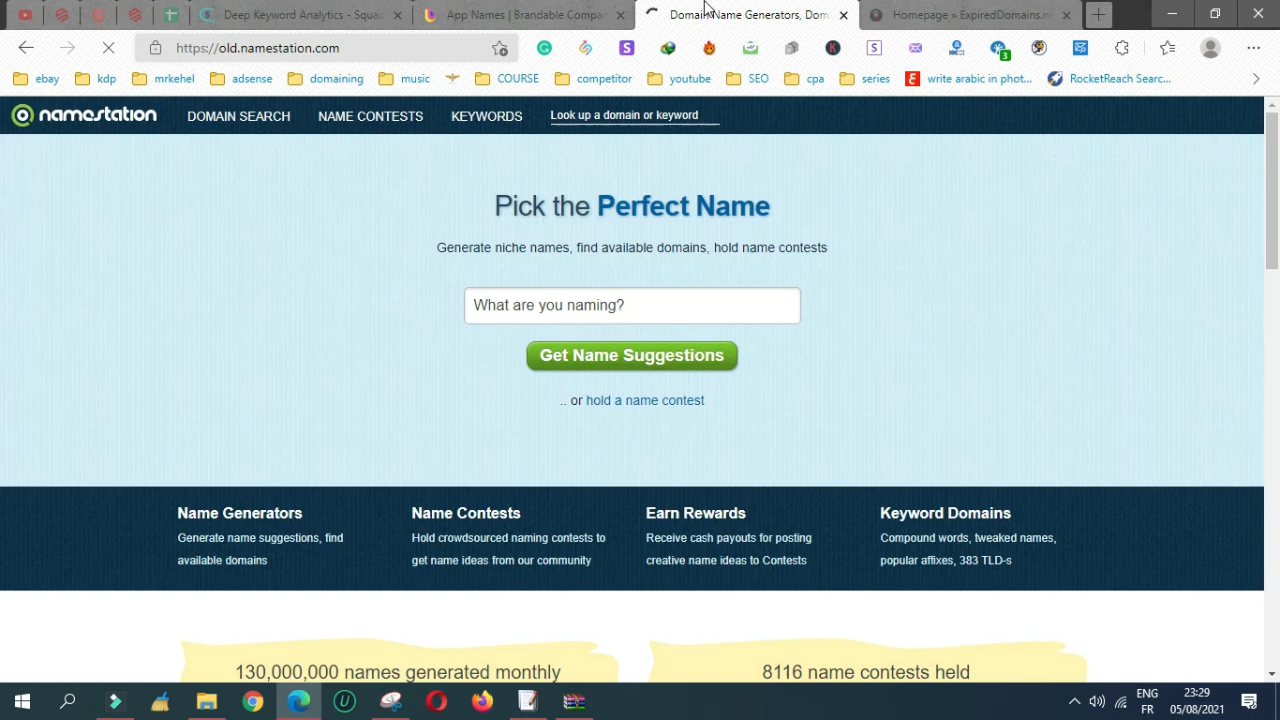 Deep Keyword Analytics - Squad
App Names | Brandable Compan
Domain Name Generators, Dom
Homepage » ExpiredDomains.ne
https://old.namestation.com
ebay
kdp
mrkehel
adsense
domaining
music
COURSE
competitor
youtube
SEO
cpa
series
write arabic in phot...
RocketReach Searc...
namestation
DOMAIN SEARCH
NAME CONTESTS
KEYWORDS
Look up a domain or keyword
Pick the Perfect Name
Generate niche names, find available domains, hold name contests
What are you naming?
Get Name Suggestions
.. or hold a name contest
Name Generators
Generate name suggestions, find
available domains
Name Contests
Hold crowdsourced naming contests to
get name ideas from our community
Earn Rewards
Receive cash payouts for posting
creative name ideas to Contests
Keyword Domains
Compound words, tweaked names,
popular affixes, 383 TLD-s
130,000,000 names generated monthly
8116 name contests held
ENG
FR
23:29
05/08/2021